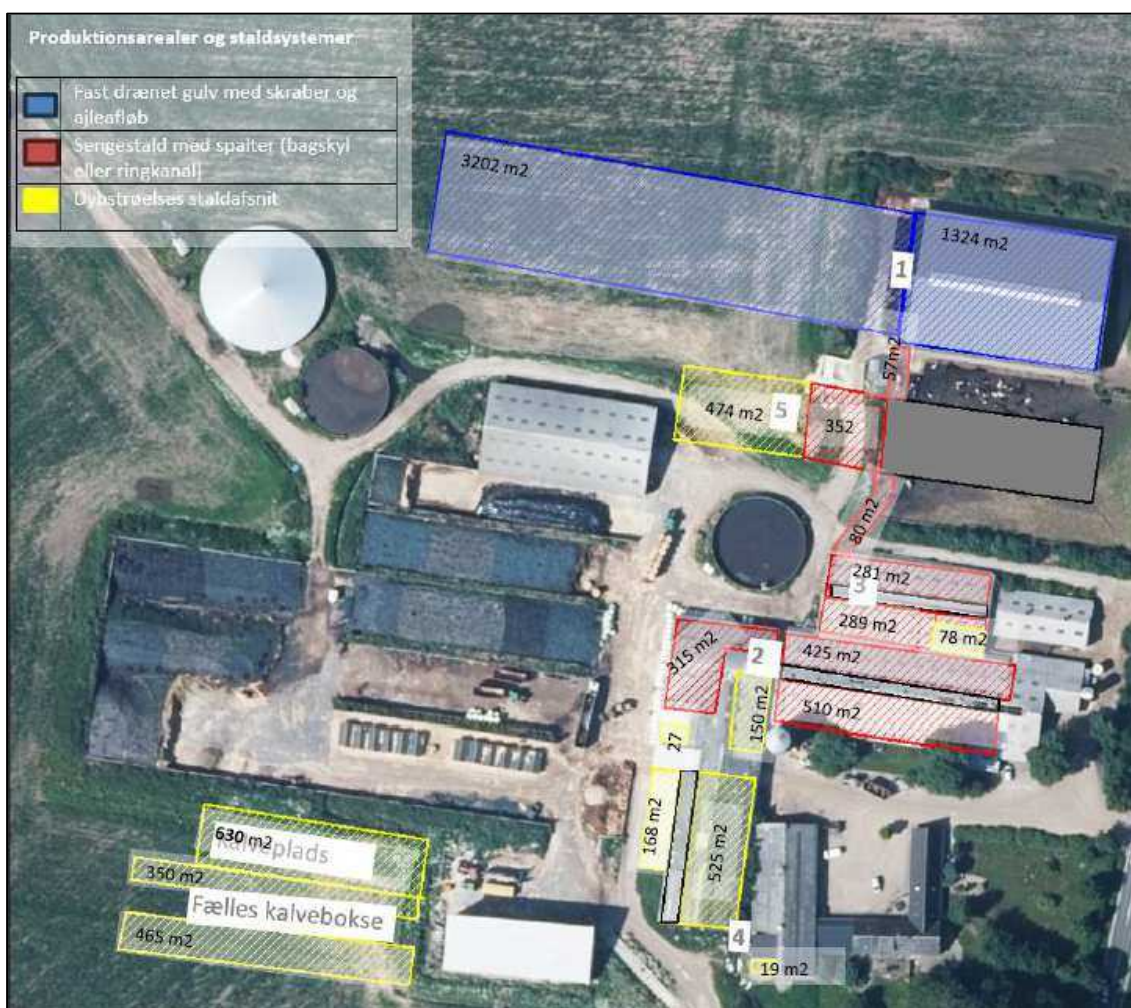 Produktionsarealer og staldsystemer
Fast drænet gulv med skraber og
ajleafløb
Sengestald med spalter (bagskyl
eller ringkanal)
Dybstrøelses staldafsnit
3202 m2
1324 m2
1
57m2
474 m2
5
352
80 m2
281 m2
3
289 m2
78 m2
315 m2
2
425 m2
150 m2
510 m2
27
168 m2
525 m2
630 m2
Kalveplads
350 m2
Fælles kalvebokse
465 m2
4
19 m2